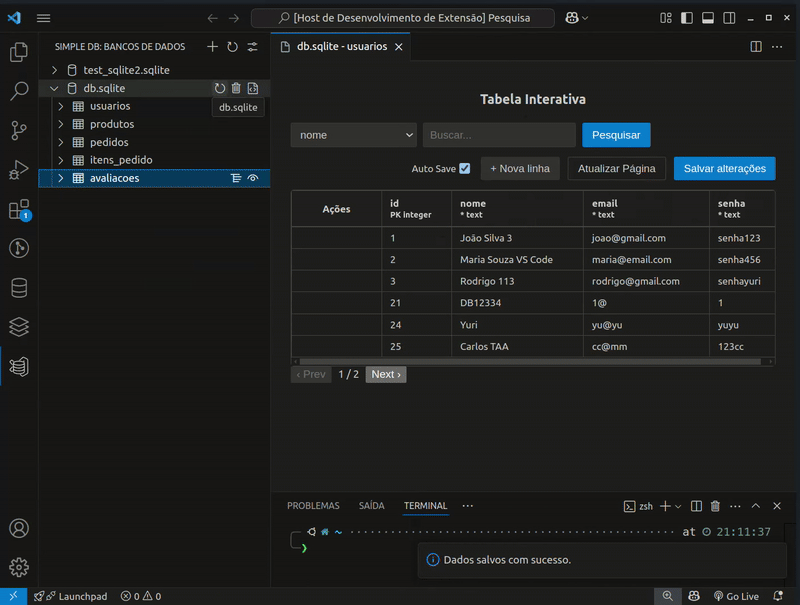 [Host de Desenvolvimento de Extensão] Pesquisa
SIMPLE DB: BANCOS DE DADOS
test_sqlite2.sqlite
db.sqlite
db.sqlite
usuarios
produtos
pedidos
itens_pedido
avaliacoes
1
db.sqlite - usuarios
Tabela Interativa
nome Buscar... Pesquisar
Auto Save + Nova linha Atualizar Página Salvar alterações
Ações id nome email senha
PK integer * text * text * text
1 João Silva 3 joao@gmail.com senha123
2 Maria Souza VS Code maria@email.com senha456
3 Rodrigo 113 rodrigo@gmail.com senhayuri
21 DB12334 1@ 1
24 Yuri yu@yu yuyu
25 Carlos TAA cc@mm 123cc
‹ Prev 1 / 2 Next ›
PROBLEMAS SAÍDA TERMINAL ··· zsh
~ at 21:11:37
Dados salvos com sucesso.
Launchpad 0 0 Go Live